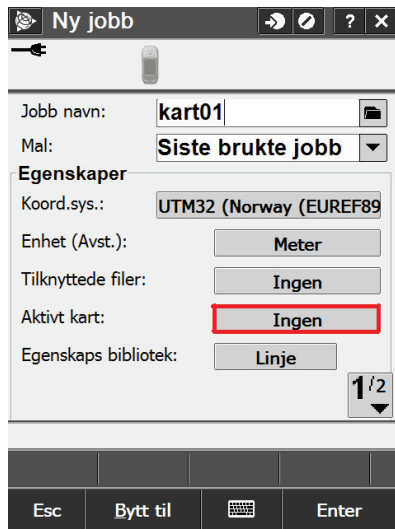 Ny jobb ? X
Jobb navn: kart01
Mal: Siste brukte jobb
Egenskaper
Koord.sys.: UTM32 (Norway (EUREF89
Enhet (Avst.): Meter
Tilknyttede filer: Ingen
Aktivt kart: Ingen
Egenskaps bibliotek: Linje
1/2
Esc Bytt til Enter